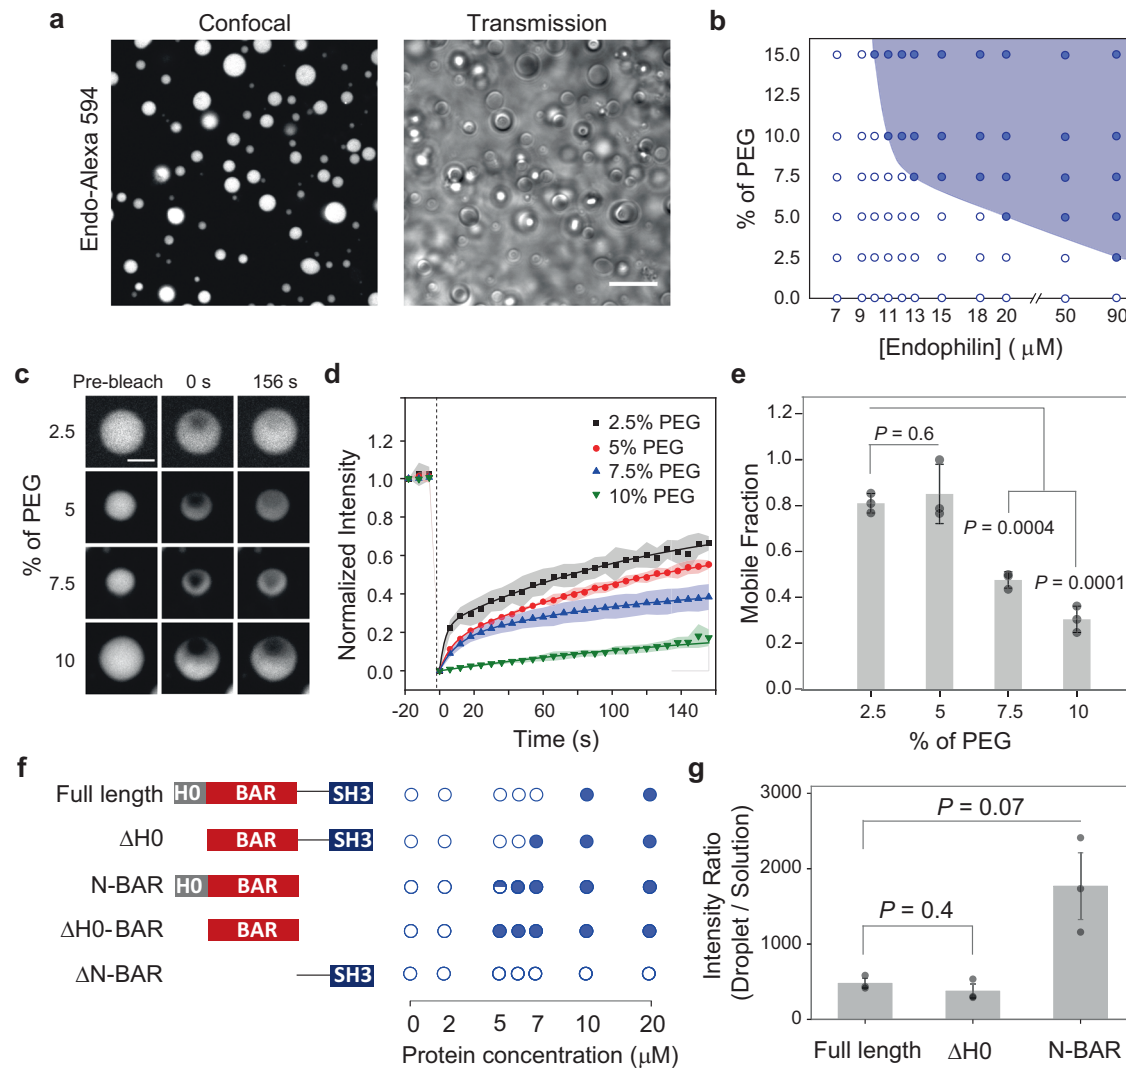 a
Confocal
Transmission
Endo-Alexa 594
b
% of PEG
15.0
12.5
10.0
7.5
5.0
2.5
0.0
7 9 11 13 15 18 20 50 90
[Endophilin] ( μM)
c
Pre-bleach 0 s 156 s
% of PEG
2.5
5
7.5
10
d
Normalized Intensity
1.2
1.0
0.8
0.6
0.4
0.2
0.0
2.5% PEG
5% PEG
7.5% PEG
10% PEG
-20 0 20 60 100 140
Time (s)
e
Mobile Fraction
1.2
1.0
0.8
0.6
0.4
0.2
0.0
P = 0.6
P = 0.0004
P = 0.0001
2.5 5 7.5 10
% of PEG
f
Full length H0 BAR SH3
ΔH0 BAR SH3
N-BAR H0 BAR
ΔH0-BAR BAR
ΔN-BAR SH3
0 2 5 7 10 20
Protein concentration (μM)
g
Intensity Ratio
(Droplet / Solution)
3000
2000
1000
0
P = 0.07
P = 0.4
Full length ΔH0 N-BAR